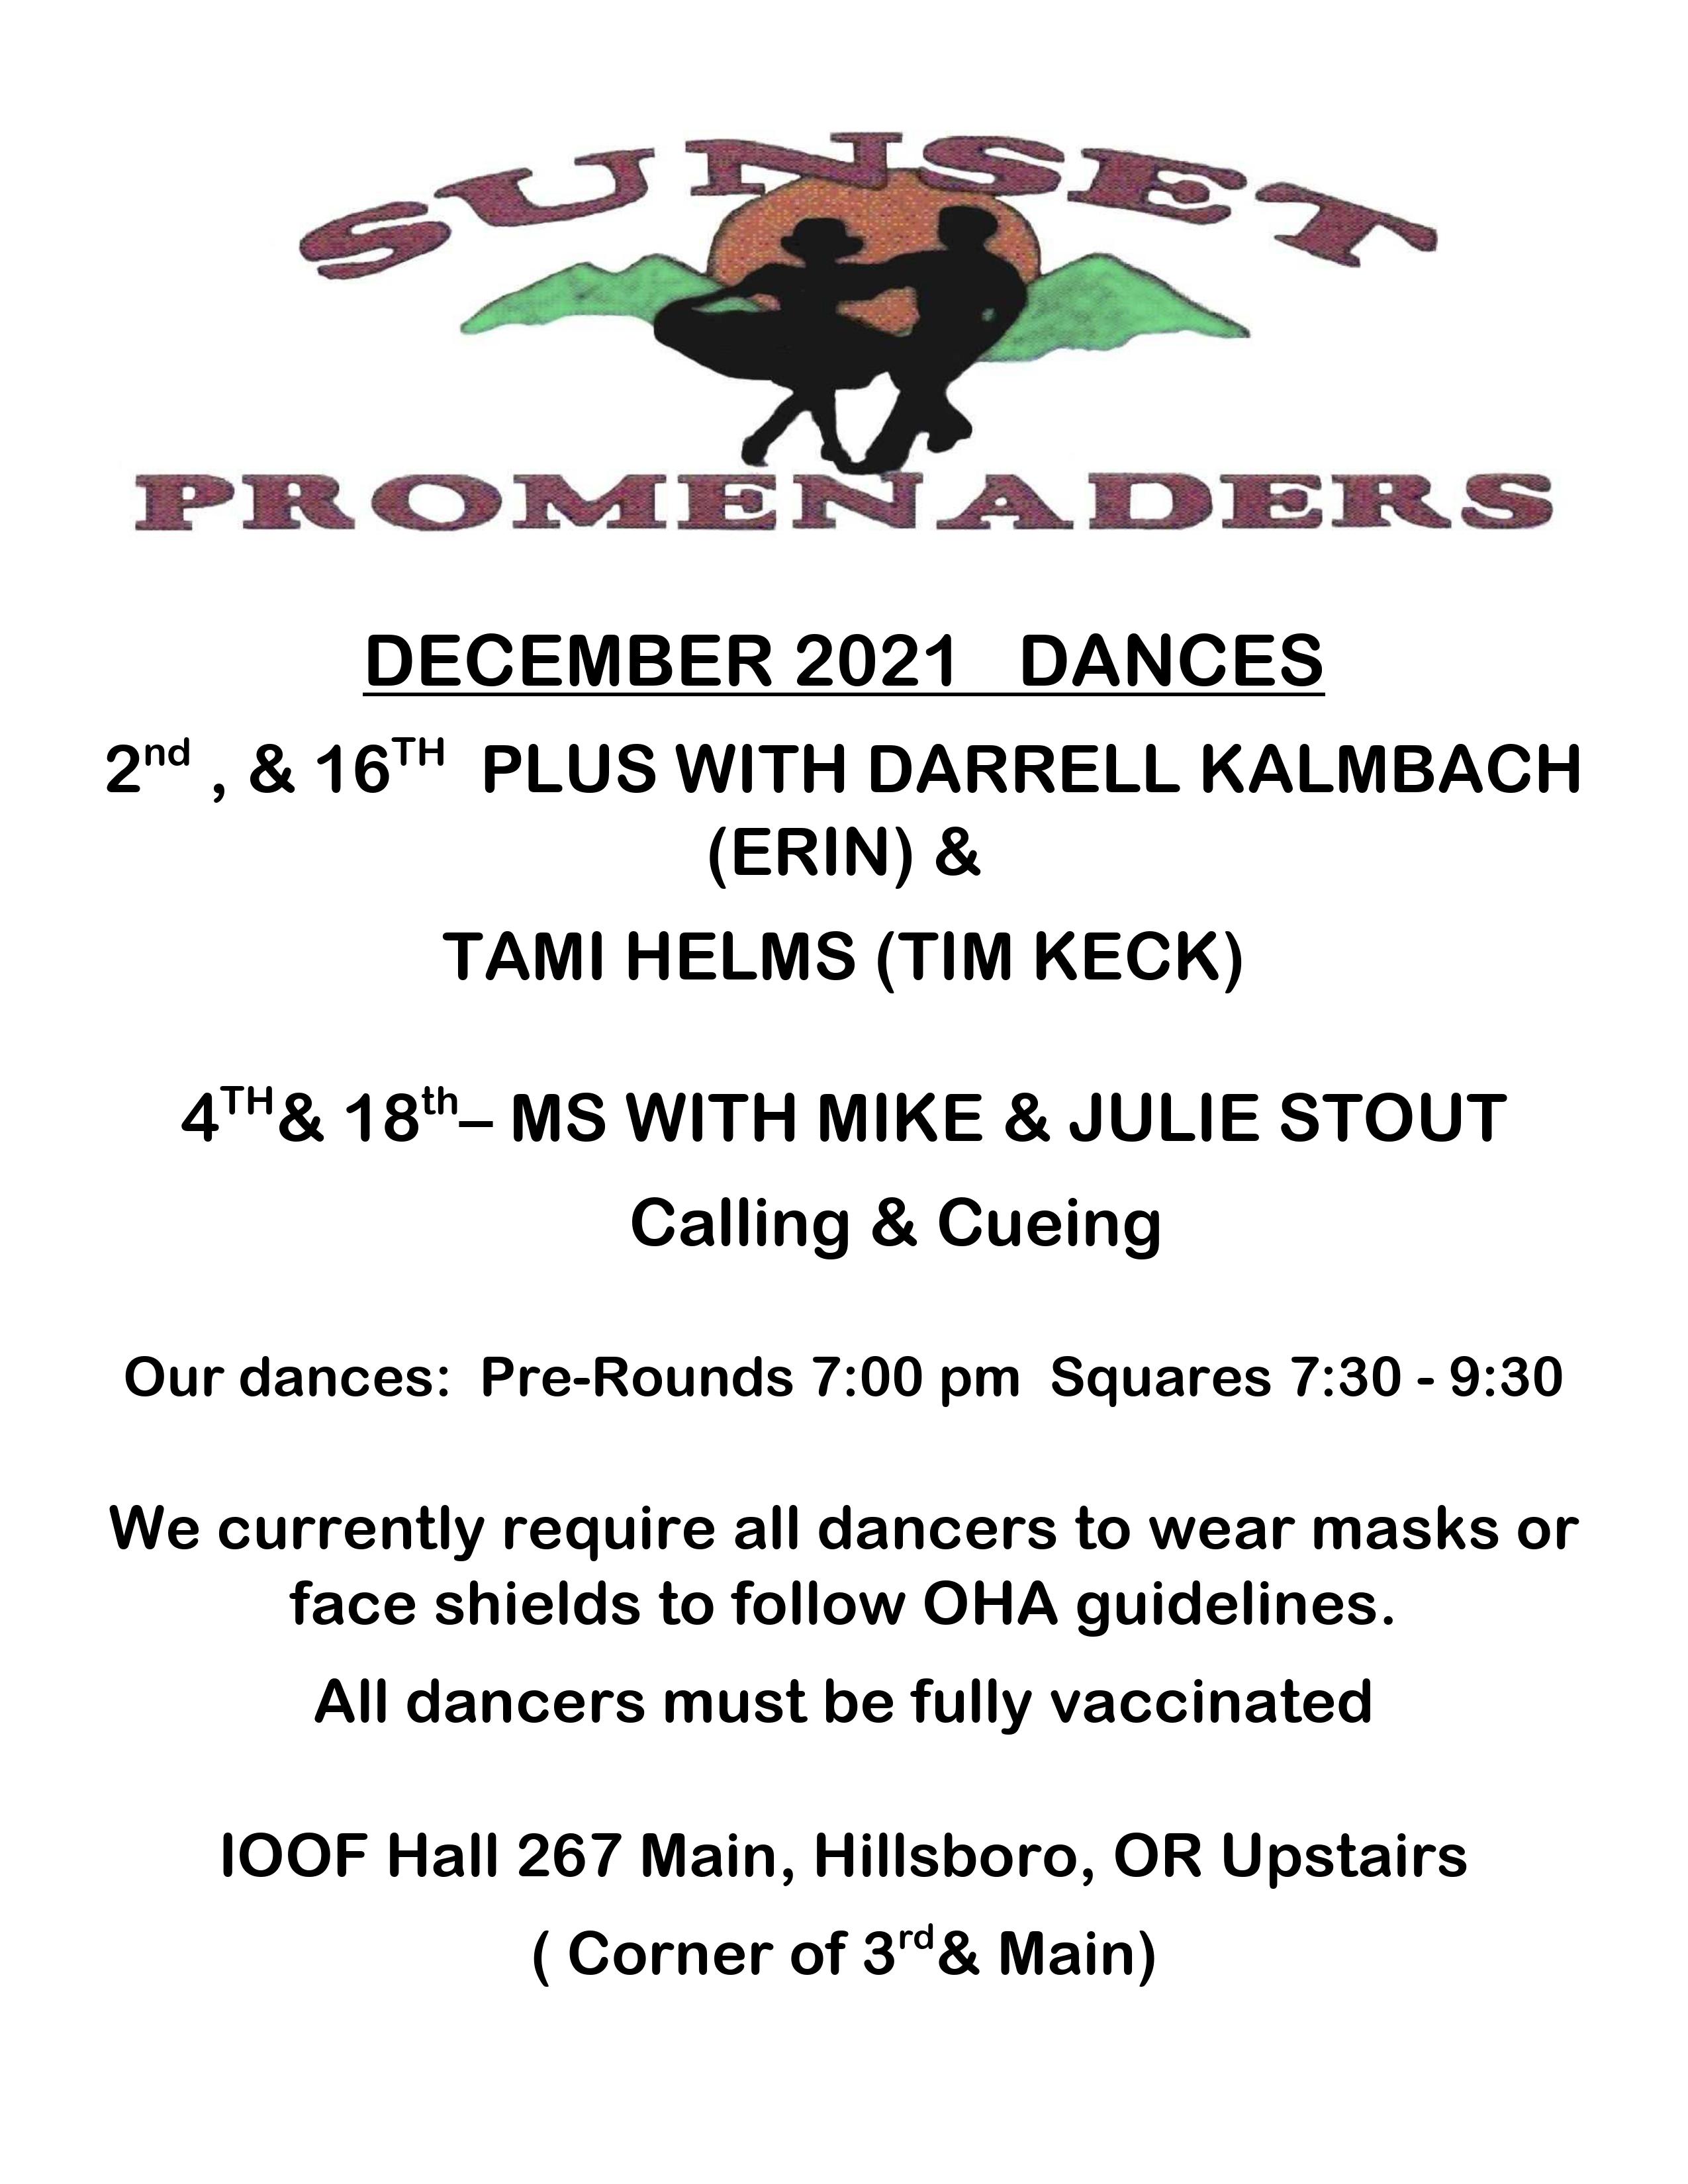 SUNSET
PROMENADERS
DECEMBER 2021   DANCES
2nd , & 16TH  PLUS WITH DARRELL KALMBACH
(ERIN) &
TAMI HELMS (TIM KECK)
4TH& 18th– MS WITH MIKE & JULIE STOUT
Calling & Cueing
Our dances:  Pre-Rounds 7:00 pm  Squares 7:30 - 9:30
We currently require all dancers to wear masks or
face shields to follow OHA guidelines.
All dancers must be fully vaccinated
IOOF Hall 267 Main, Hillsboro, OR Upstairs
( Corner of 3rd& Main)